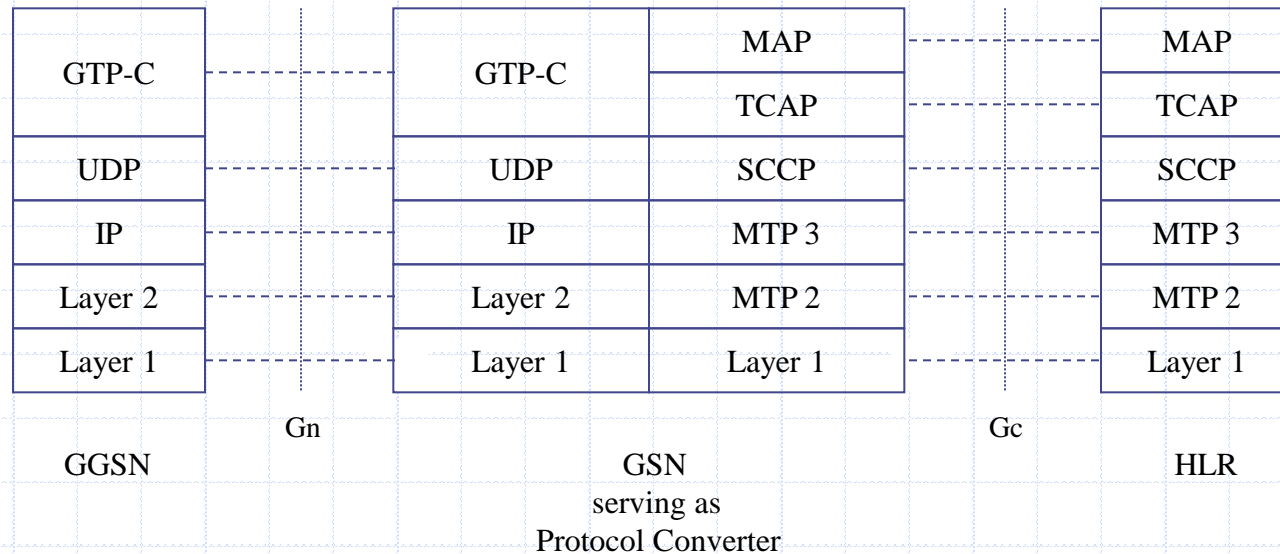 MAP
MAP
GTP-C
GTP-C
TCAP
TCAP
UDP
UDP
SCCP
SCCP
IP
IP
MTP 3
MTP 3
Layer 2
Layer 2
MTP 2
MTP 2
Layer 1
Layer 1
Layer 1
Layer 1
Gn
Gc
GGSN
GSN
HLR
serving as
Protocol Converter